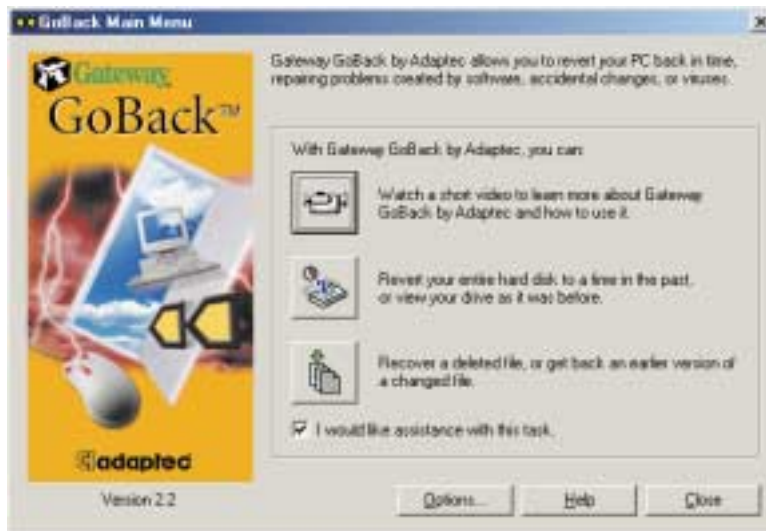 GoBack Main Menu
Gateway
GoBack™
adaptec
Version 2.2
Gateway GoBack by Adaptec allows you to revert your PC back in time,
repairing problems created by software, accidental changes, or viruses.
With Gateway GoBack by Adaptec, you can:
Watch a short video to learn more about Gateway
GoBack by Adaptec and how to use it.
Revert your entire hard disk to a time in the past,
or view your drive as it was before.
Recover a deleted file, or get back an earlier version of
a changed file.
I would like assistance with this task.
Options... Help Close